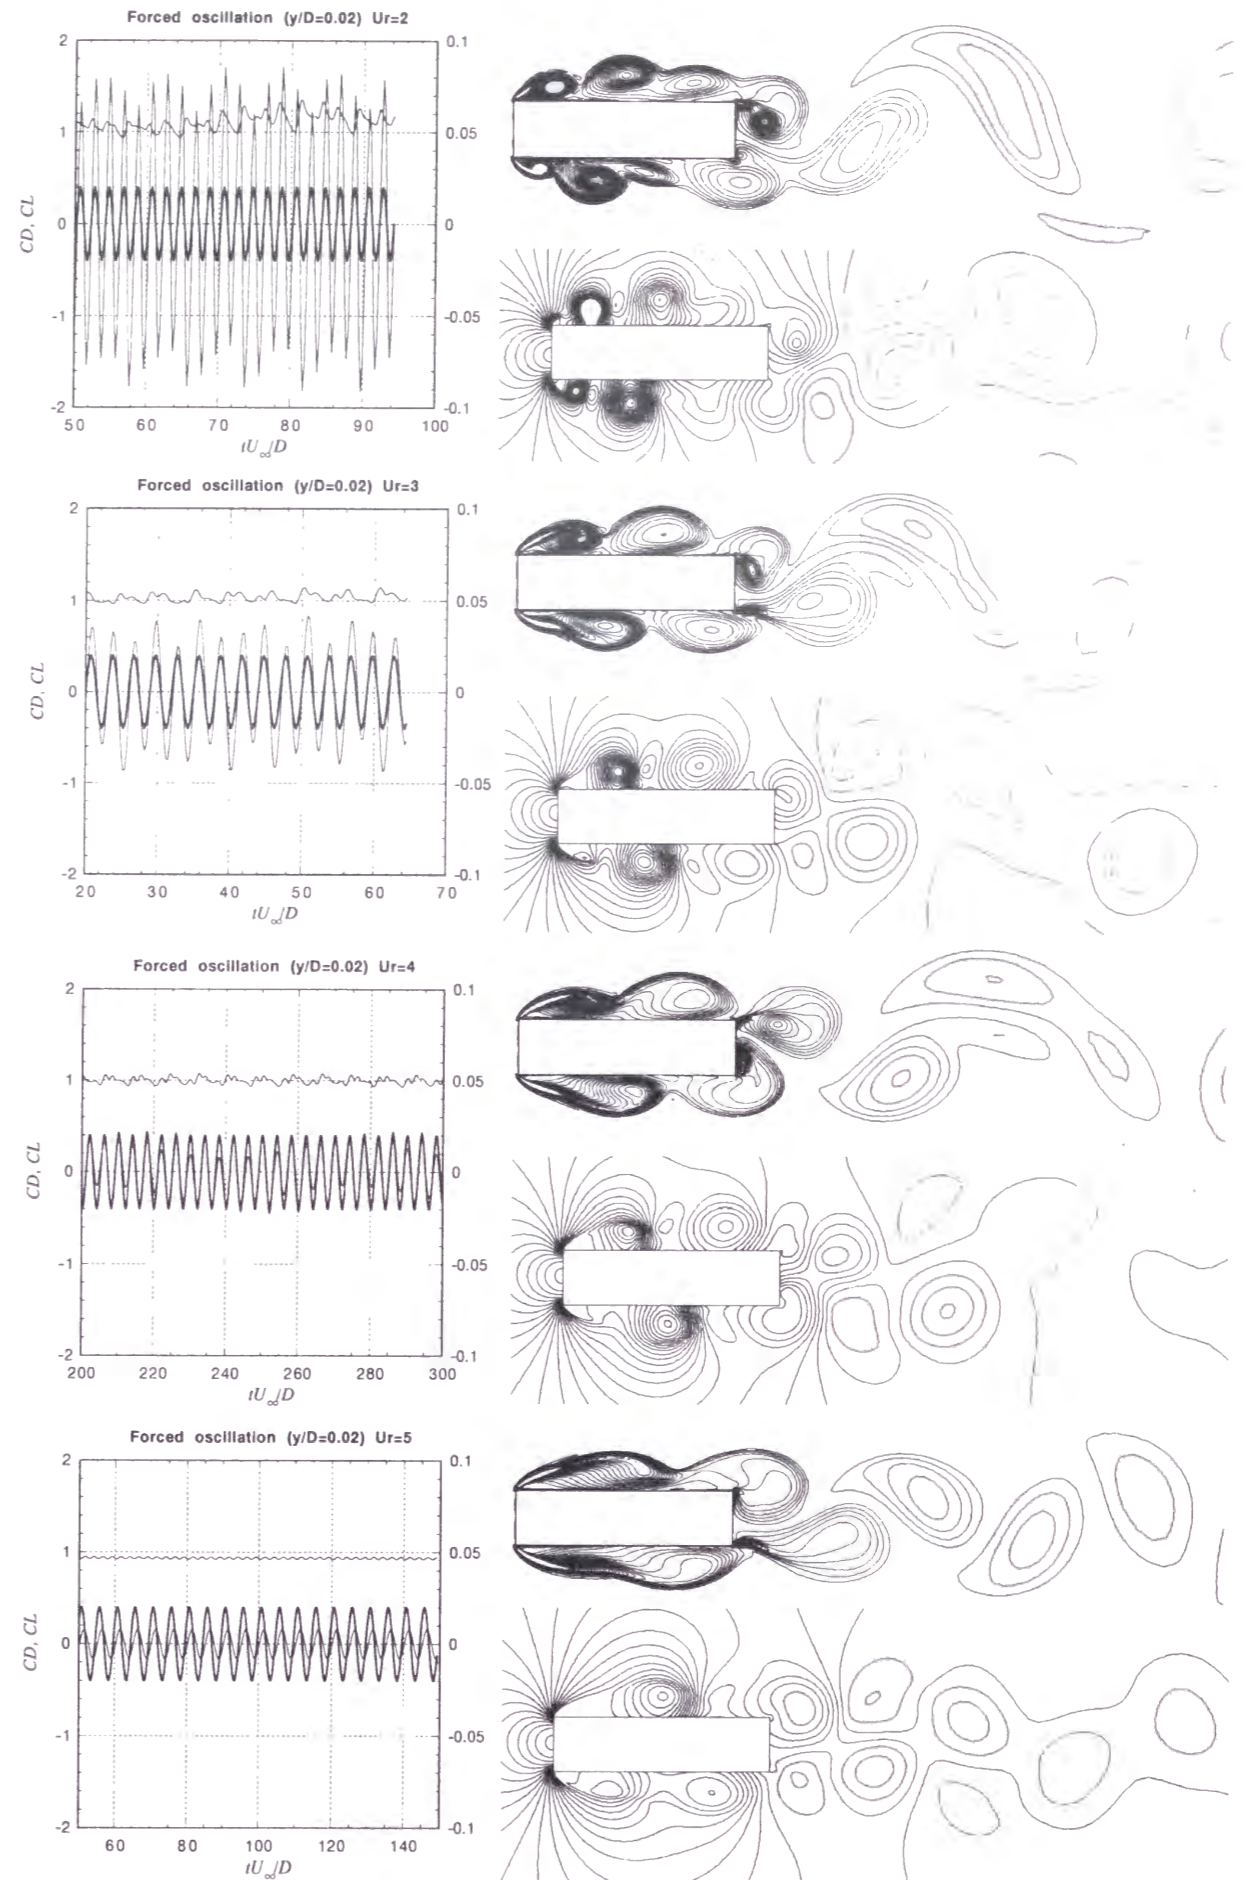 Forced oscillation (y/D=0.02) Ur=2
2 0.1
1 0.05
0 0
-1 -0.05
-2 -0.1
CD, CL
50 60 70 80 90 100
tU∞/D
Forced oscillation (y/D=0.02) Ur=3
2 0.1
1 0.05
0 0
-1 -0.05
-2 -0.1
CD, CL
20 30 40 50 60 70
tU∞/D
Forced oscillation (y/D=0.02) Ur=4
2 0.1
1 0.05
0 0
-1 -0.05
-2 -0.1
CD, CL
200 220 240 260 280 300
tU∞/D
Forced oscillation (y/D=0.02) Ur=5
2 0.1
1 0.05
0 0
-1 -0.05
-2 -0.1
CD, CL
60 80 100 120 140
tU∞/D